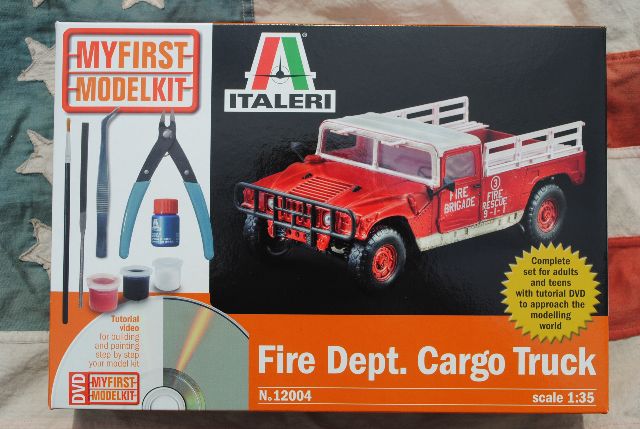 MYFIRST
MODELKIT
ITALERI
FIRE
BRIGADE
3
FIRE
RESCUE
9-1-1
Complete
set for adults
and teens
with tutorial DVD
to approach the
modelling
world
Tutorial
video
for building
and painting
step by step
your model kit
DVD
MYFIRST
MODELKIT
Fire Dept. Cargo Truck
No12004
scale 1:35